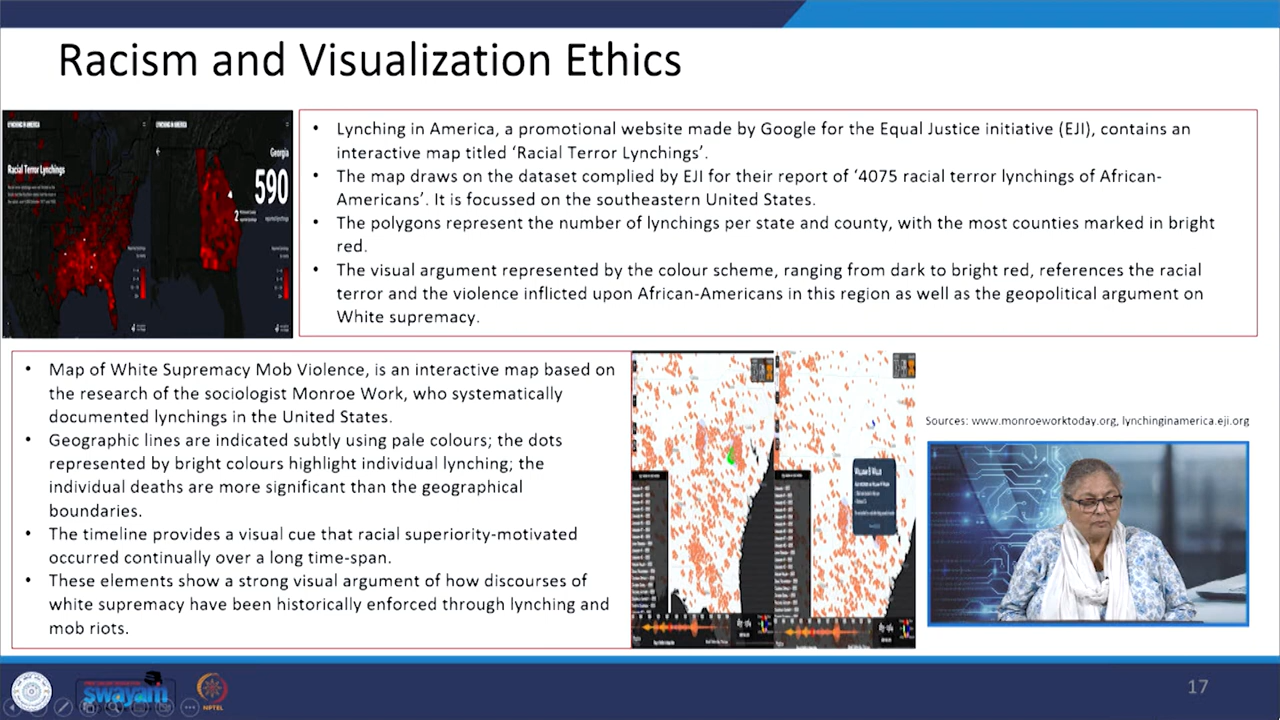 Racism and Visualization Ethics
LYNCHING IN AMERICA
Racial Terror Lynchings
LYNCHING IN AMERICA
Georgia
590
2
• Lynching in America, a promotional website made by Google for the Equal Justice initiative (EJI), contains an
interactive map titled ‘Racial Terror Lynchings’.
• The map draws on the dataset complied by EJI for their report of ‘4075 racial terror lynchings of African-
Americans’. It is focussed on the southeastern United States.
• The polygons represent the number of lynchings per state and county, with the most counties marked in bright
red.
• The visual argument represented by the colour scheme, ranging from dark to bright red, references the racial
terror and the violence inflicted upon African-Americans in this region as well as the geopolitical argument on
White supremacy.
• Map of White Supremacy Mob Violence, is an interactive map based on
the research of the sociologist Monroe Work, who systematically
documented lynchings in the United States.
• Geographic lines are indicated subtly using pale colours; the dots
represented by bright colours highlight individual lynching; the
individual deaths are more significant than the geographical
boundaries.
• The timeline provides a visual cue that racial superiority-motivated
occurred continually over a long time-span.
• These elements show a strong visual argument of how discourses of
white supremacy have been historically enforced through lynching and
mob riots.
Sources: www.monroeworktoday.org, lynchinginamerica.eji.org
swayam
NPTEL
17